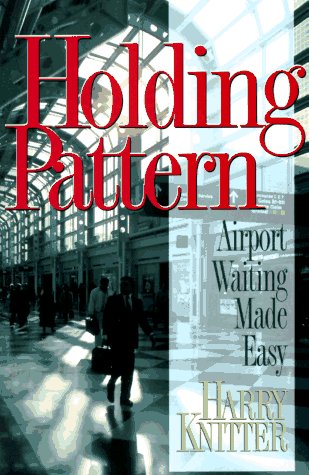 Holding
Pattern
Airport
Waiting
Made
Easy
HARRY
KNITTER